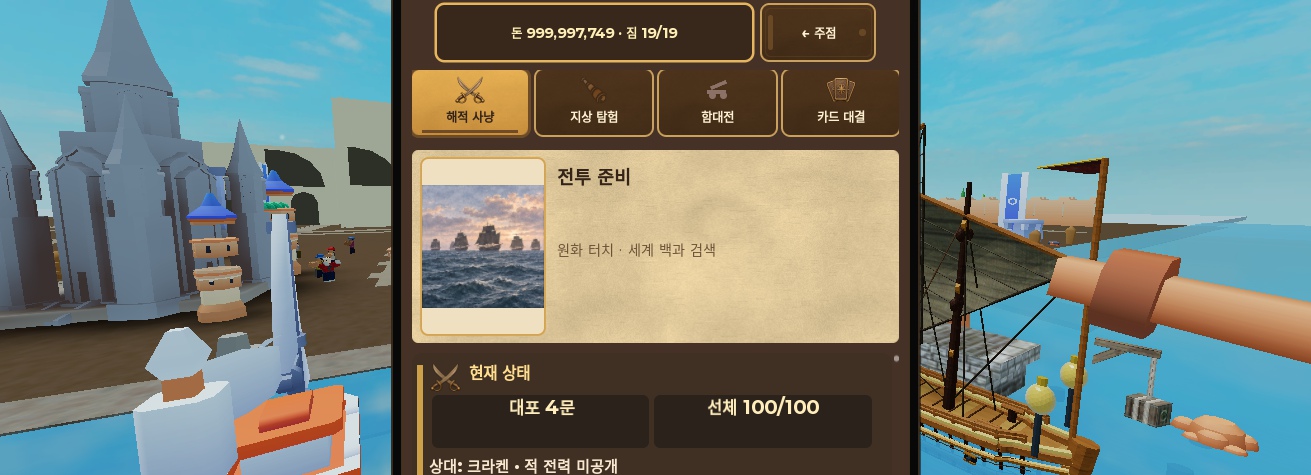 돈 999,997,749 · 짐 19/19
← 주점
해적 사냥
지상 탐험
함대전
카드 대결
전투 준비
원화 터치 · 세계 백과 검색
현재 상태
대포 4문
선체 100/100
상대: 크라켄 • 적 전력 미공개